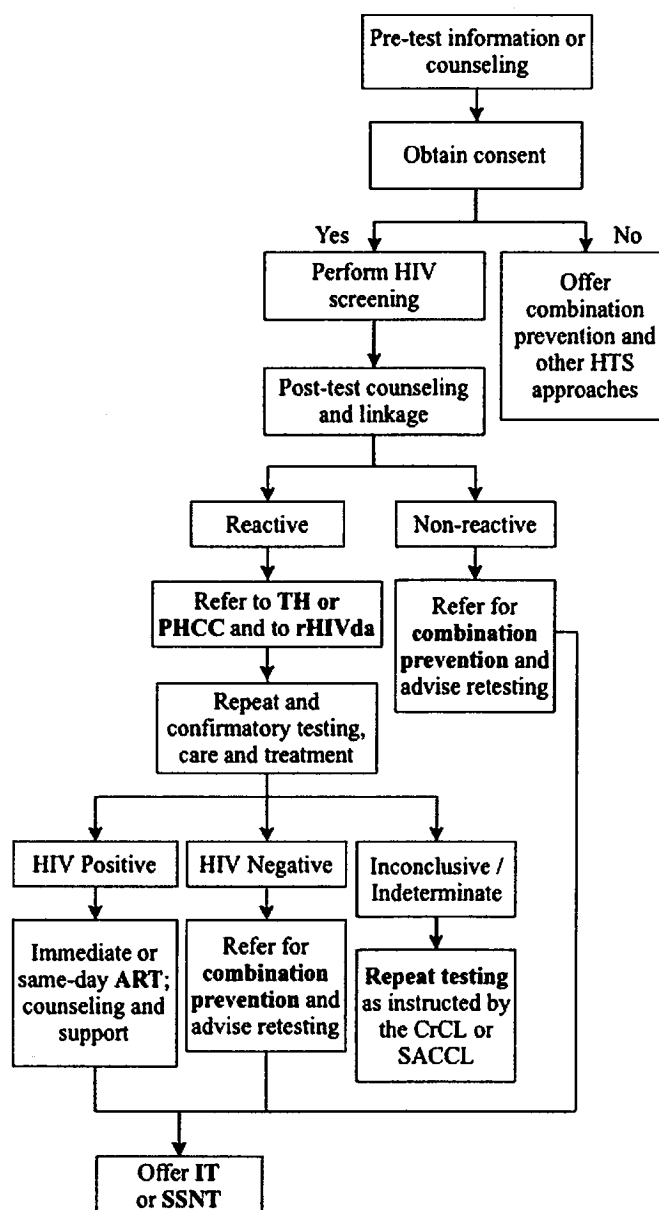 Pre-test information or
counseling
Obtain consent
Yes
No
Perform HIV
screening
Offer
combination
prevention and
other HTS
approaches
Post-test counseling
and linkage
Reactive
Non-reactive
Refer to TH or
PHCC and to rHIVda
Refer for
combination
prevention and
advise retesting
Repeat and
confirmatory testing,
care and treatment
HIV Positive
HIV Negative
Inconclusive /
Indeterminate
Immediate or
same-day ART;
counseling and
support
Refer for
combination
prevention and
advise retesting
Repeat testing
as instructed by
the CrCL or
SACCL
Offer IT
or SSNT